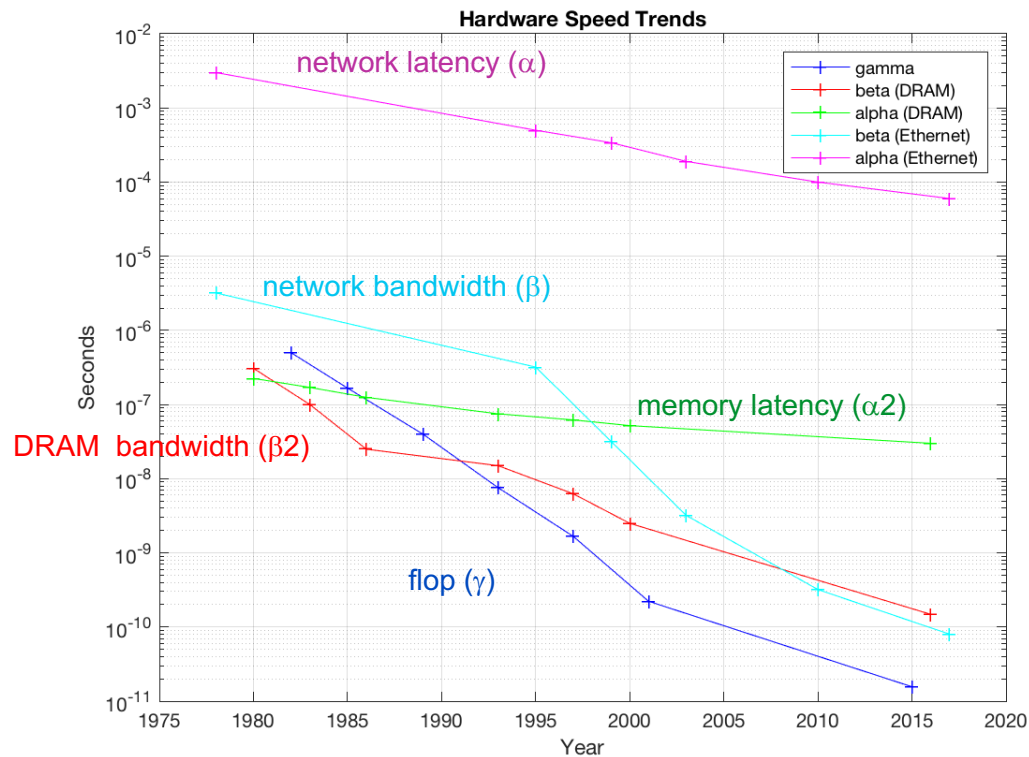 Hardware Speed Trends
network latency (α)
gamma
beta (DRAM)
alpha (DRAM)
beta (Ethernet)
alpha (Ethernet)
network bandwidth (β)
memory latency (α2)
DRAM  bandwidth (β2)
flop (γ)
Seconds
10⁻²
10⁻³
10⁻⁴
10⁻⁵
10⁻⁶
10⁻⁷
10⁻⁸
10⁻⁹
10⁻¹⁰
10⁻¹¹
1975 1980 1985 1990 1995 2000 2005 2010 2015 2020
Year